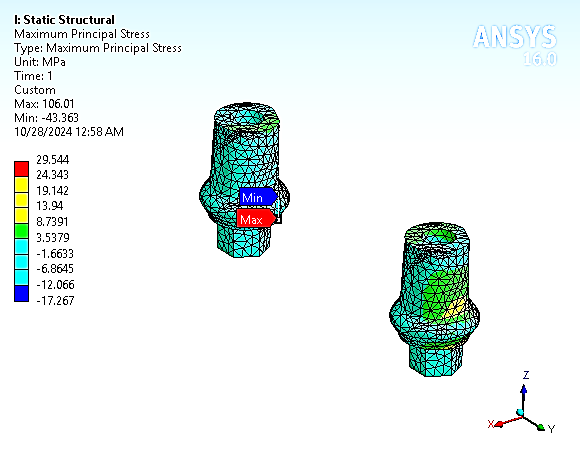 I: Static Structural
Maximum Principal Stress
Type: Maximum Principal Stress
Unit: MPa
Time: 1
Custom
Max: 106.01
Min: -43.363
10/28/2024 12:58 AM
ANSYS
16.0
29.544
24.343
19.142
13.94
8.7391
3.5379
-1.6633
-6.8645
-12.066
-17.267
Min
Max
Z
X
Y